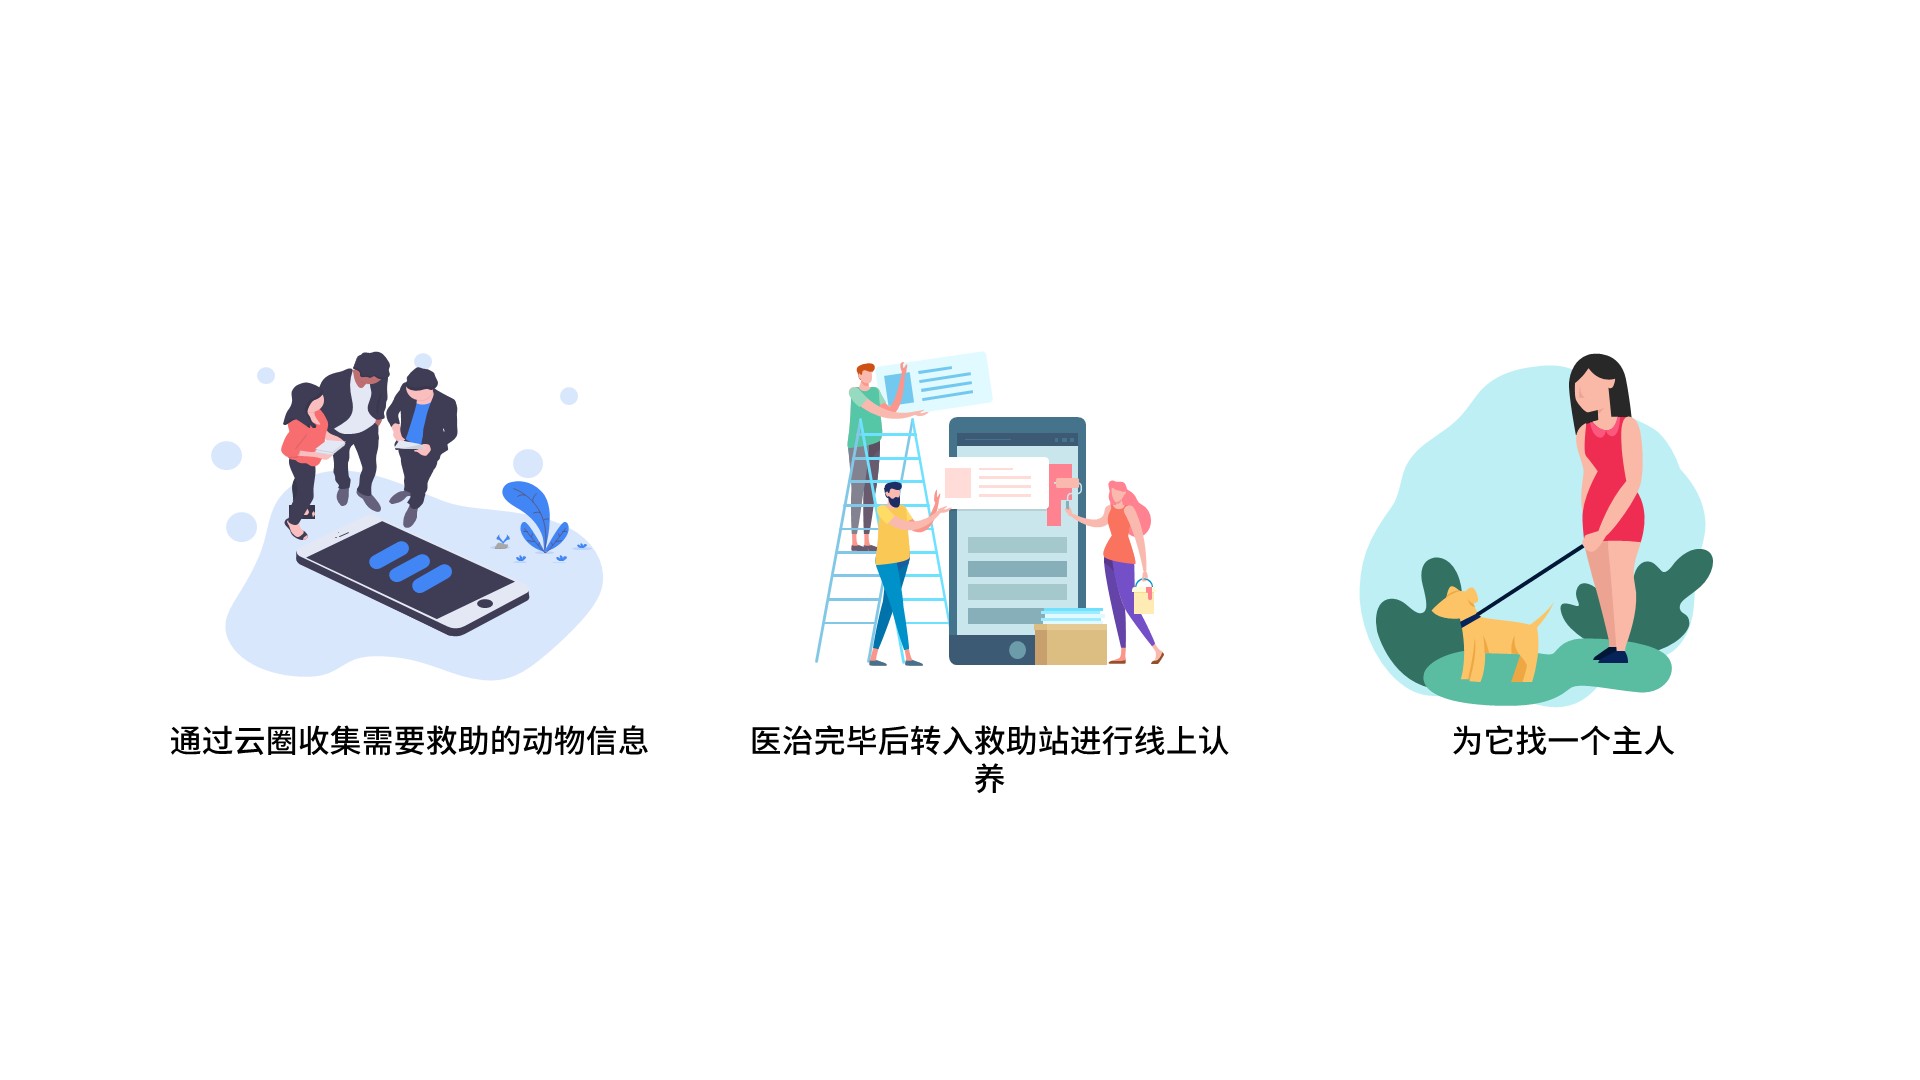 通过云圈收集需要救助的动物信息
医治完毕后转入救助站进行线上认
养
为它找一个主人